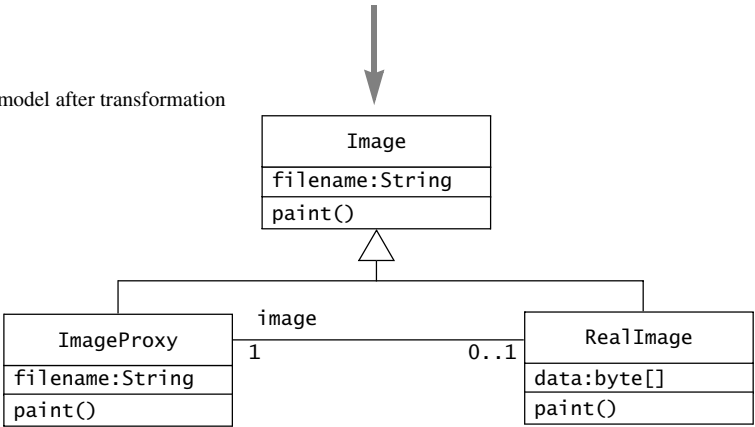 model after transformation
Image
filename:String
paint()
image
ImageProxy
RealImage
1
0..1
filename:String
data:byte[]
paint()
paint()